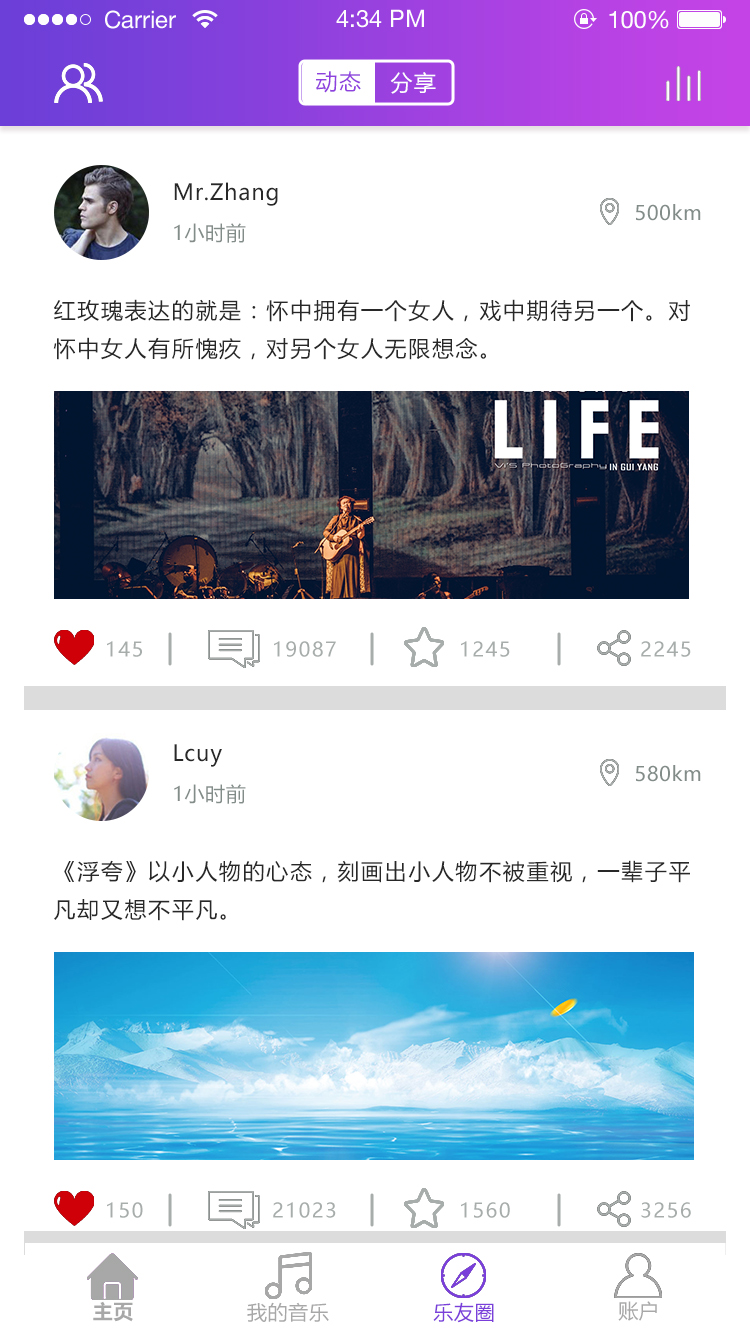 Carrier 4:34 PM 100%
动态 分享
Mr.Zhang
1小时前
500km
红玫瑰表达的就是：怀中拥有一个女人，戏中期待另一个。对
怀中女人有所愧疚，对另个女人无限想念。
LIFE
Vi'S PhotoGraphy IN GUI YANG
145 19087 1245 2245
Lcuy
1小时前
580km
《浮夸》以小人物的心态，刻画出小人物不被重视，一辈子平
凡却又想不平凡。
150 21023 1560 3256
主页 我的音乐 乐友圈 账户